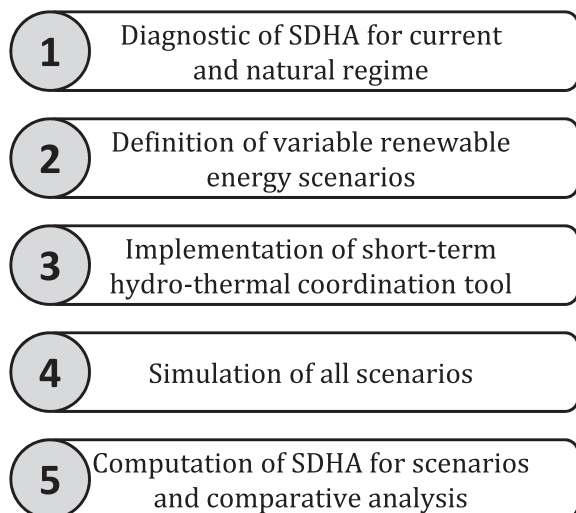 1
Diagnostic of SDHA for current
and natural regime
2
Definition of variable renewable
energy scenarios
3
Implementation of short-term
hydro-thermal coordination tool
4
Simulation of all scenarios
5
Computation of SDHA for scenarios
and comparative analysis